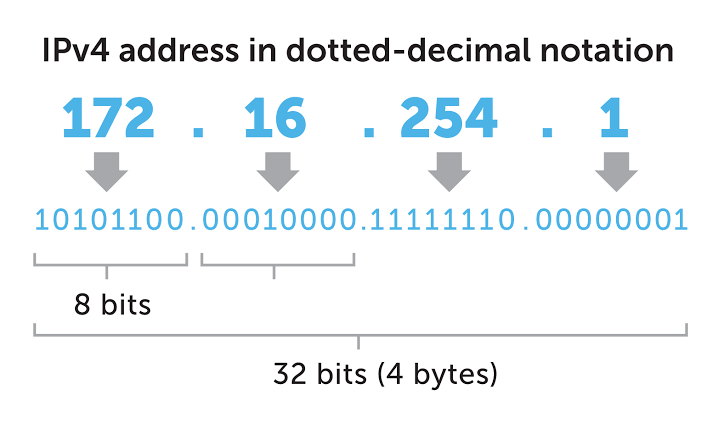 IPv4 address in dotted-decimal notation
172 . 16 . 254 . 1
10101100.00010000.11111110.00000001
8 bits
32 bits (4 bytes)